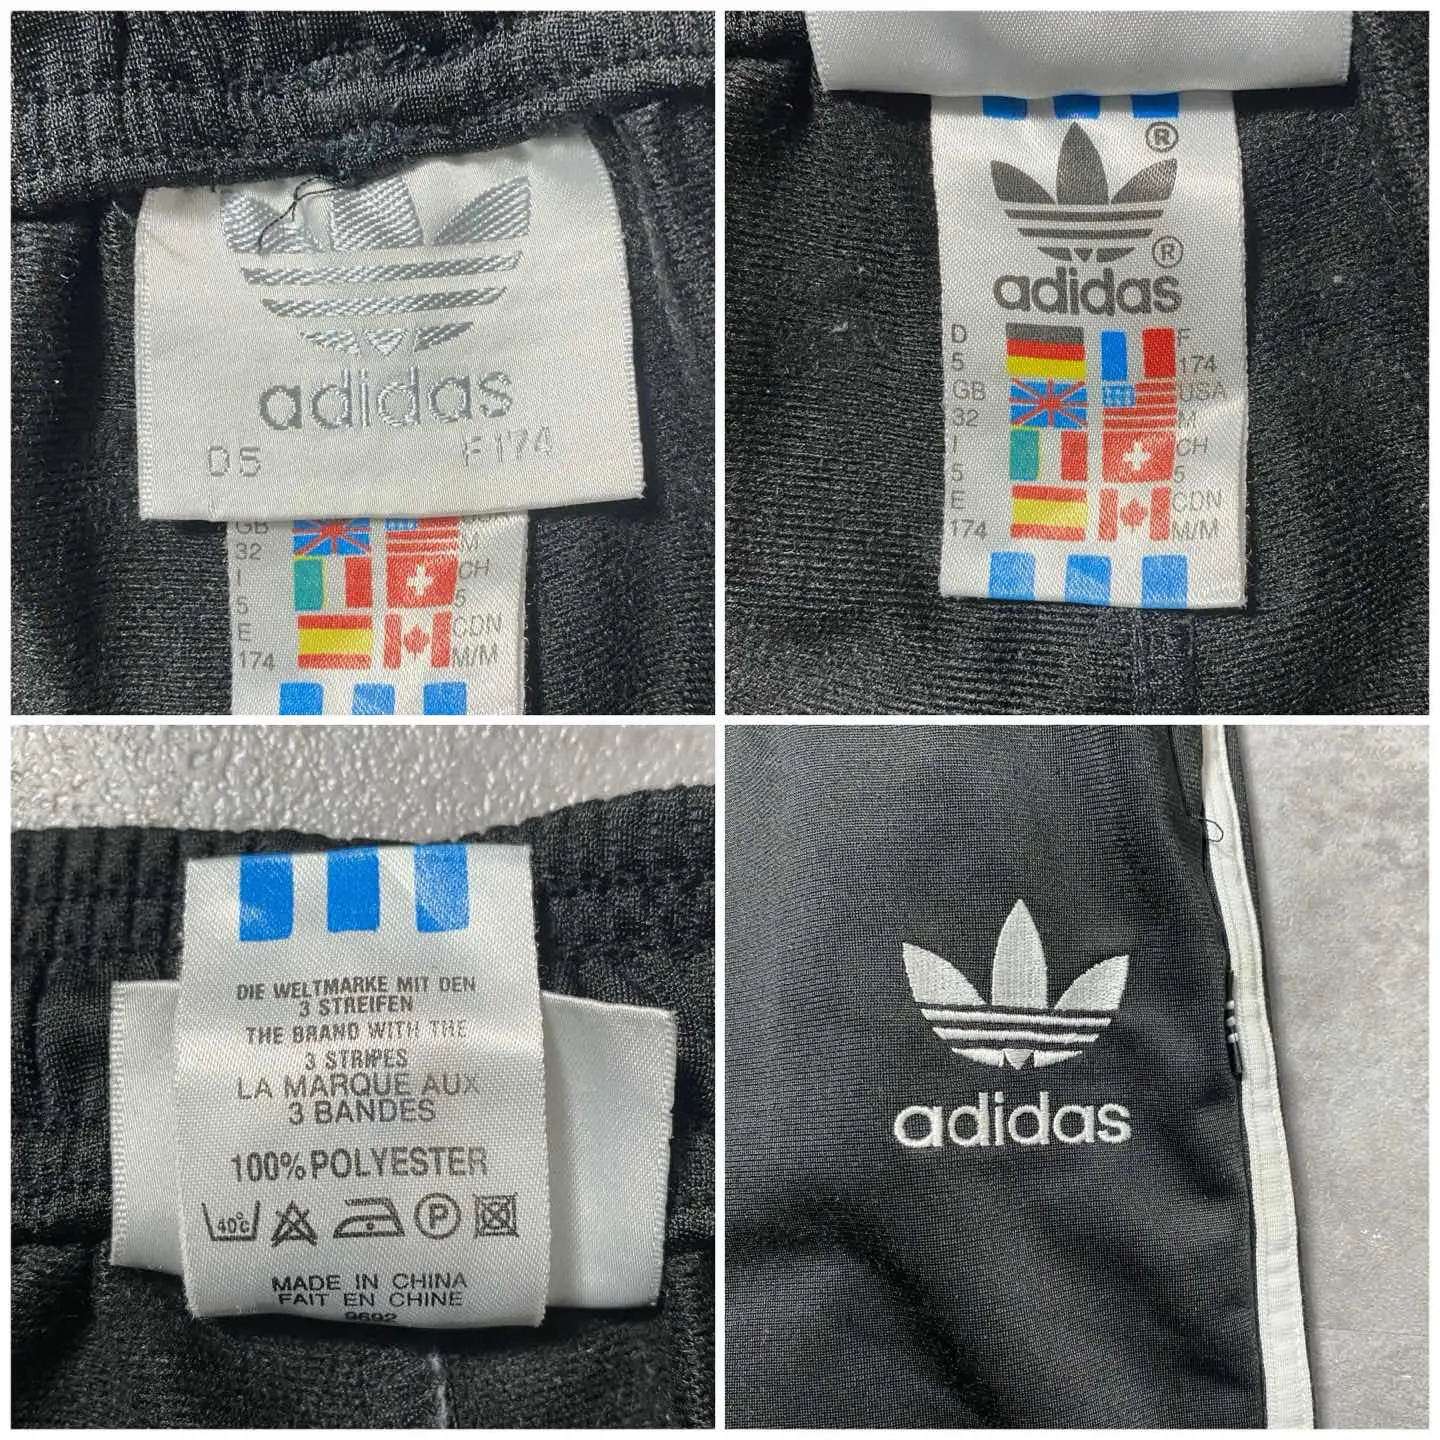 adidas
D5 F174
GB
32 M
I CH
5 5
E CDN
174 M/M
®
®
adidas
D F
5 174
GB USA
32 M
I CH
5 5
E CDN
174 M/M
DIE WELTMARKE MIT DEN
3 STREIFEN
THE BRAND WITH THE
3 STRIPES
LA MARQUE AUX
3 BANDES
100% POLYESTER
40°c P
MADE IN CHINA
FAIT EN CHINE
9692
adidas